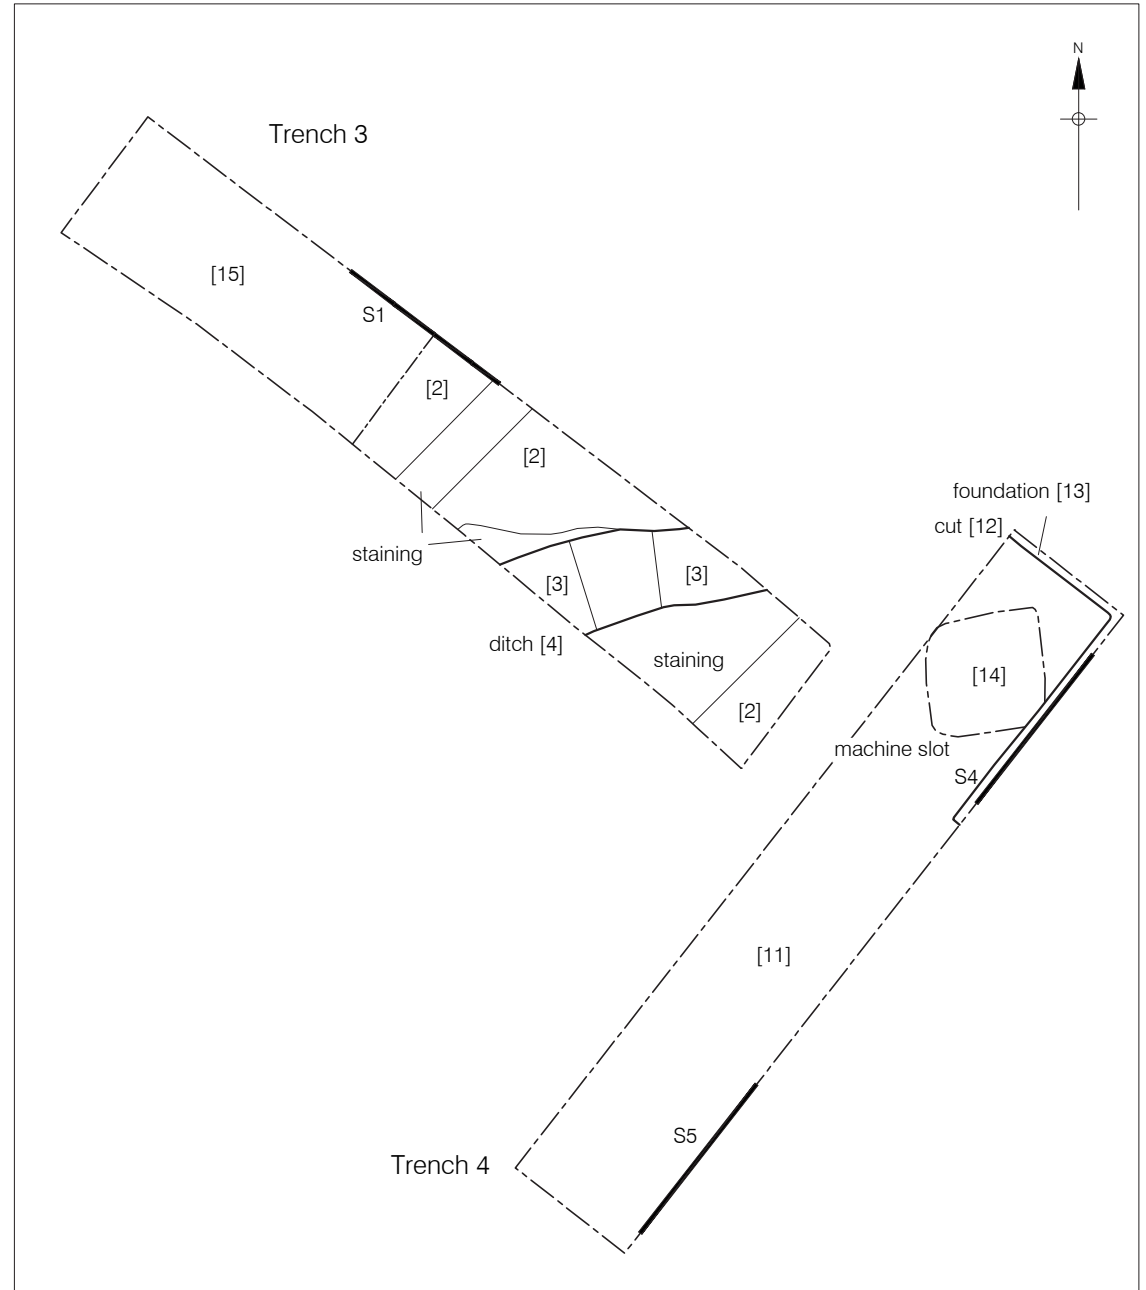 N
Trench 3
[15]
S1
[2]
[2]
foundation [13]
cut [12]
staining
[3]
[3]
ditch [4]
staining
[14]
[2]
machine slot
S4
[11]
S5
Trench 4